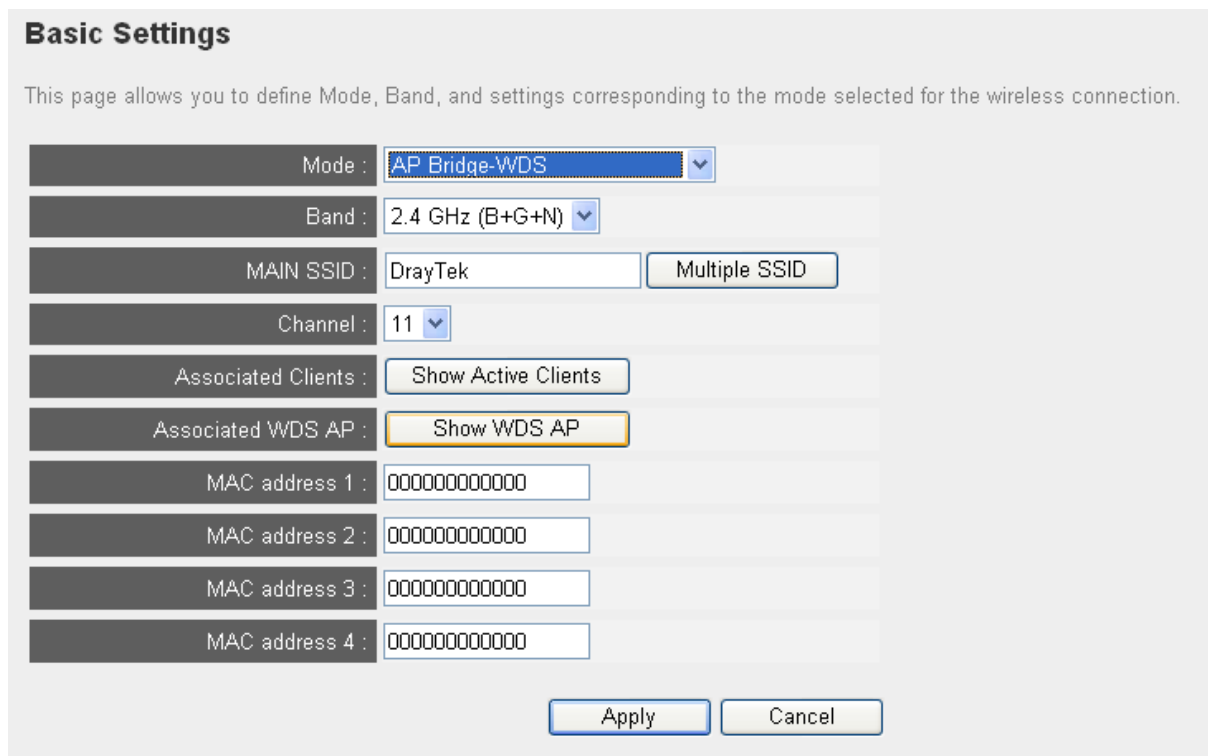 Basic Settings
This page allows you to define Mode, Band, and settings corresponding to the mode selected for the wireless connection.
Mode : AP Bridge-WDS
Band : 2.4 GHz (B+G+N)
MAIN SSID : DrayTek Multiple SSID
Channel : 11
Associated Clients : Show Active Clients
Associated WDS AP : Show WDS AP
MAC address 1 : 000000000000
MAC address 2 : 000000000000
MAC address 3 : 000000000000
MAC address 4 : 000000000000
Apply Cancel